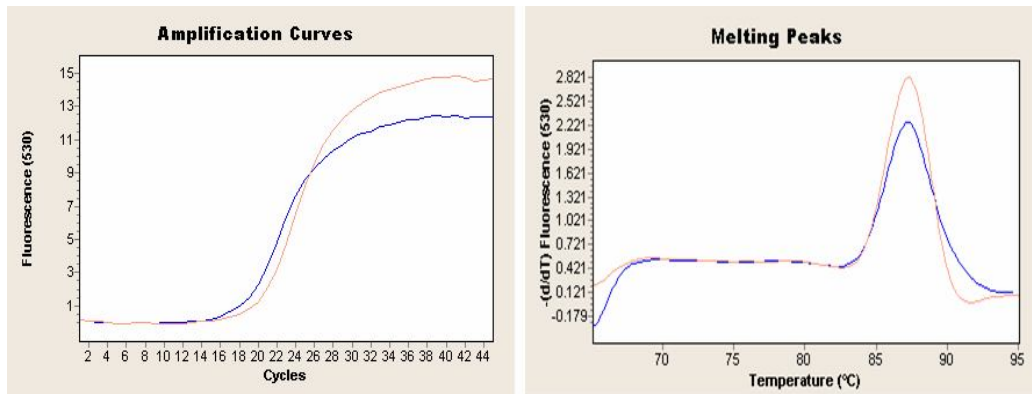 Amplification Curves
Fluorescence (530)
15
13
11
9
7
5
3
1
2 4 6 8 10 12 14 16 18 20 22 24 26 28 30 32 34 36 38 40 42 44
Cycles
Melting Peaks
-(d/dT) Fluorescence (530)
2.821
2.521
2.221
1.921
1.621
1.321
1.021
0.721
0.421
0.121
-0.179
70 75 80 85 90 95
Temperature (ºC)